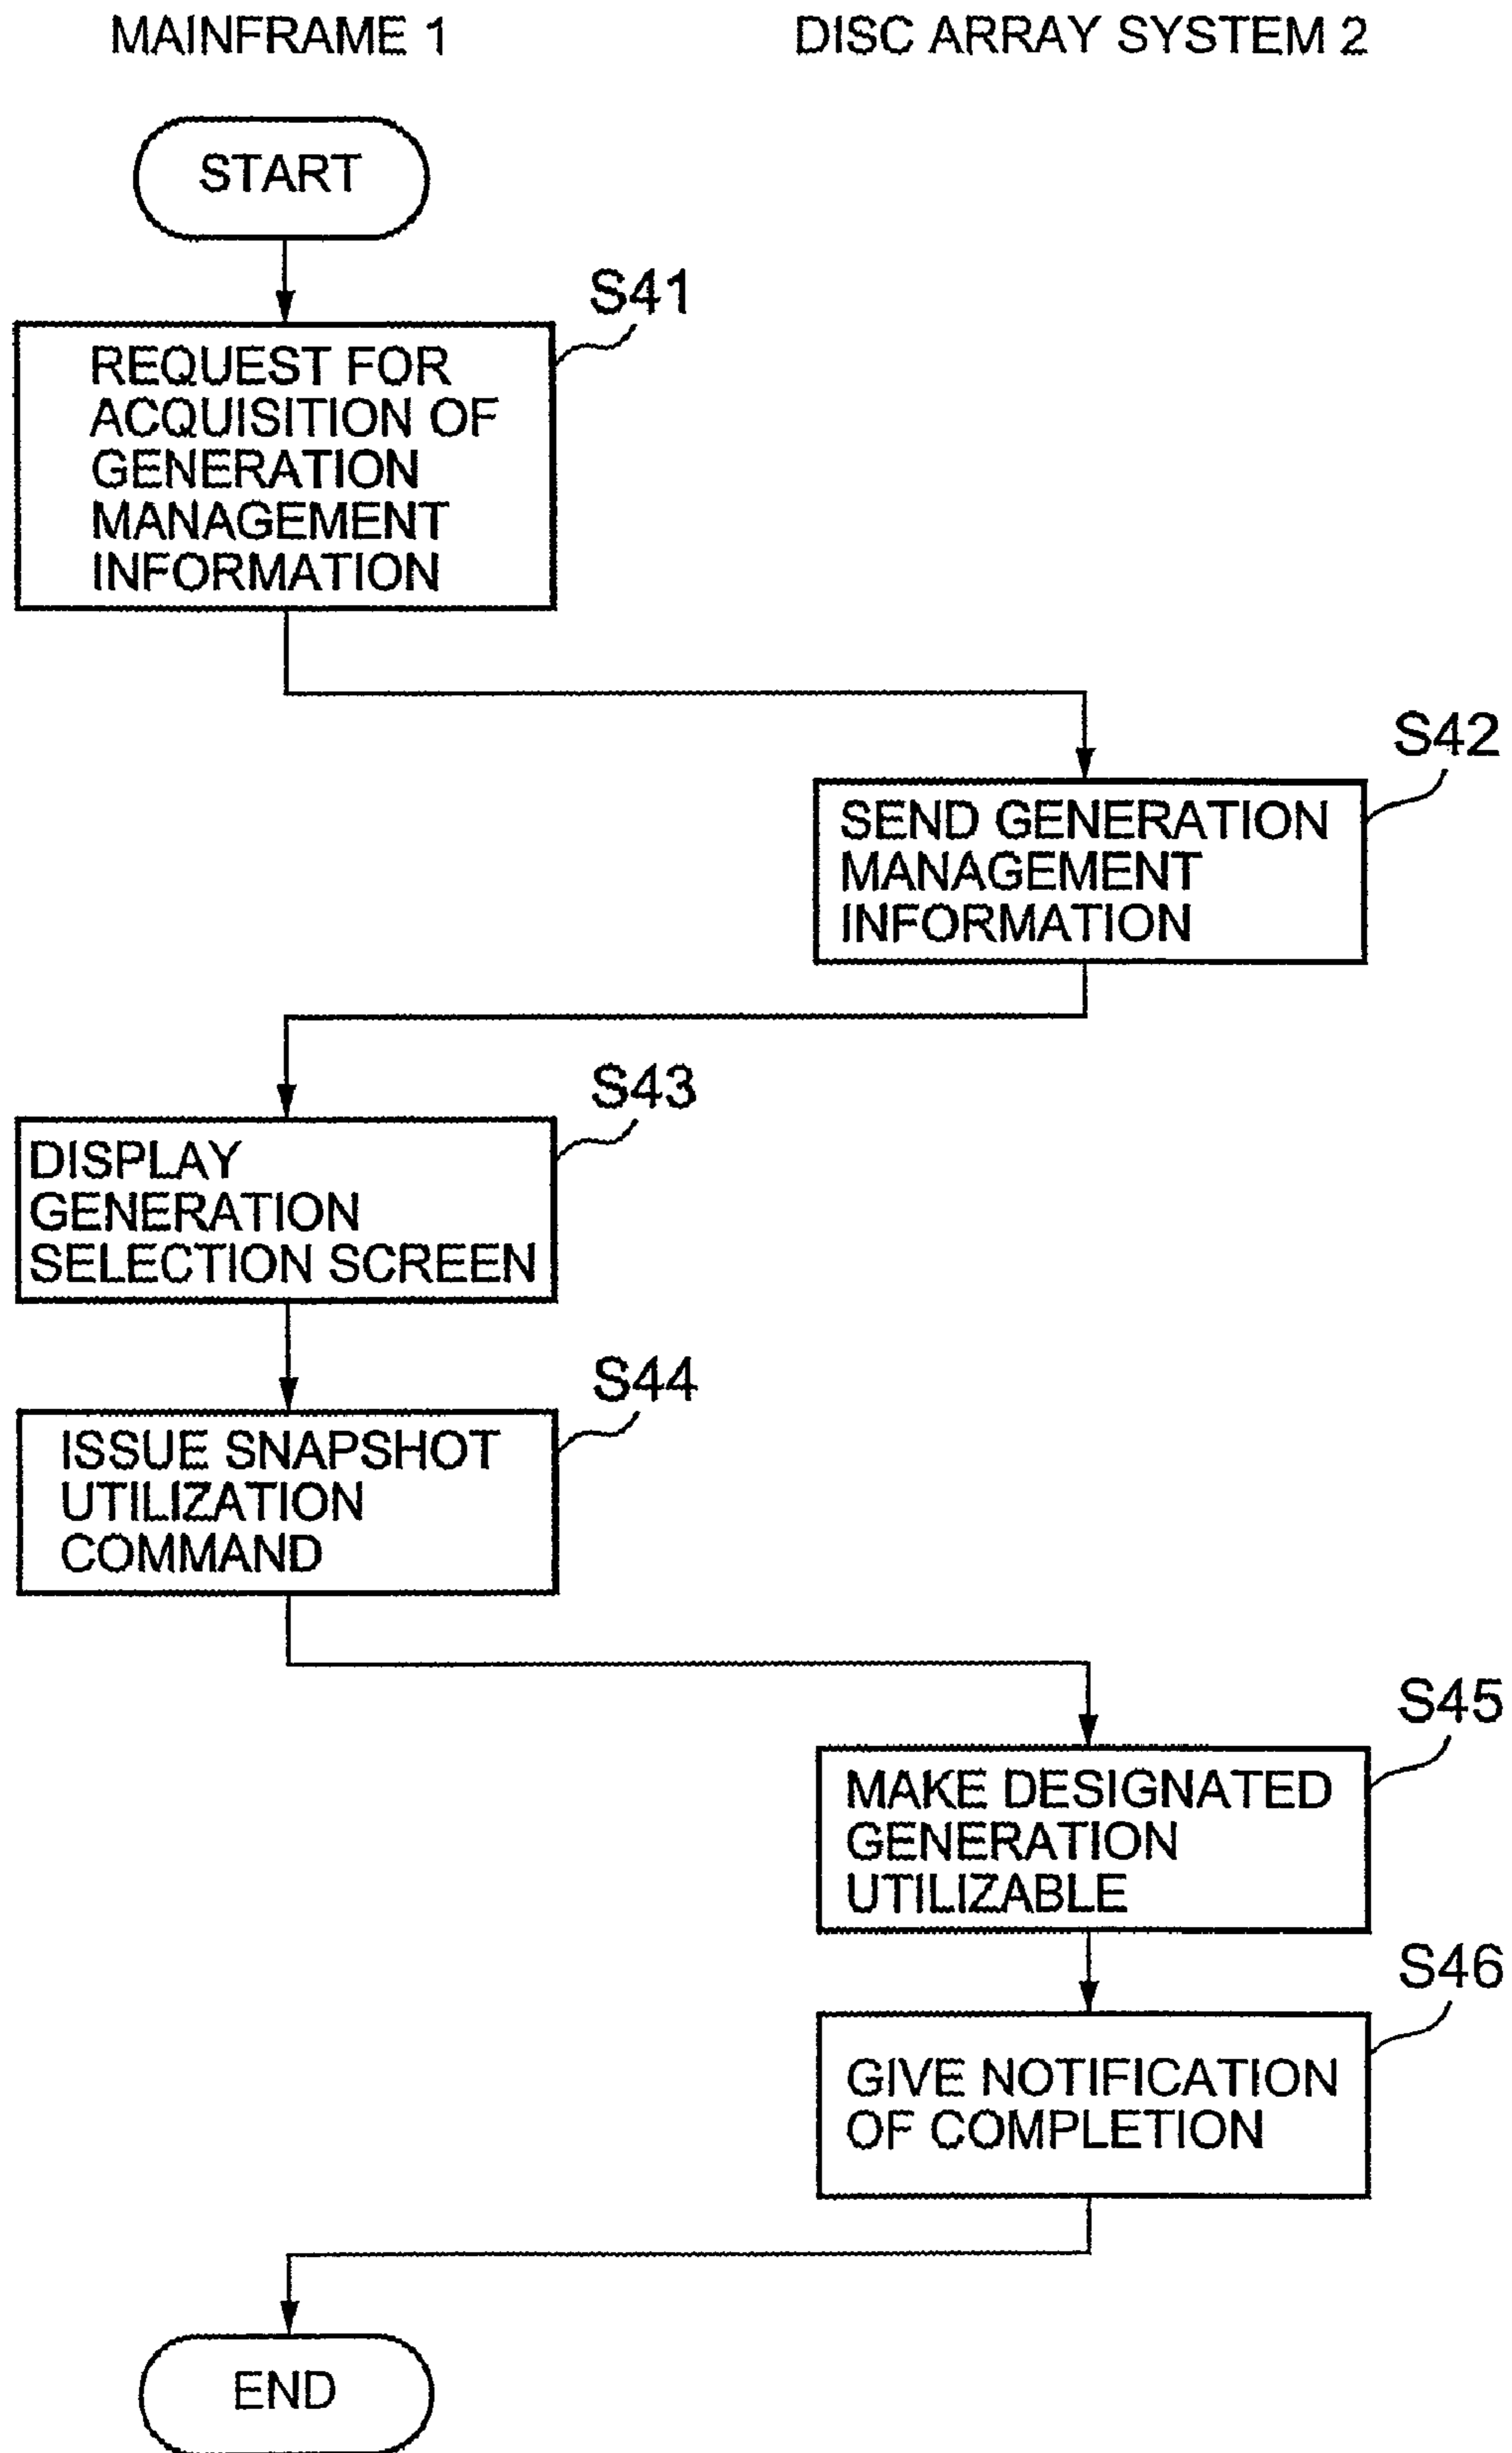 MAINFRAME 1
DISC ARRAY SYSTEM 2
START
S41
REQUEST FOR
ACQUISITION OF
GENERATION
MANAGEMENT
INFORMATION
S42
SEND GENERATION
MANAGEMENT
INFORMATION
S43
DISPLAY
GENERATION
SELECTION SCREEN
S44
ISSUE SNAPSHOT
UTILIZATION
COMMAND
S45
MAKE DESIGNATED
GENERATION
UTILIZABLE
S46
GIVE NOTIFICATION
OF COMPLETION
END